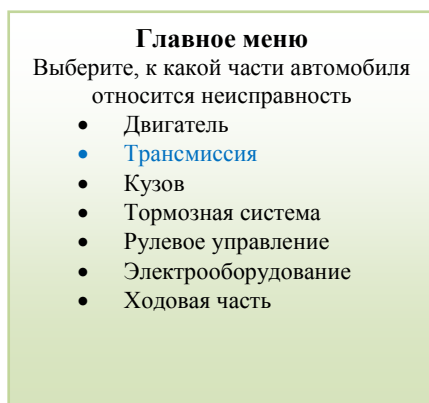 Главное меню
Выберите, к какой части автомобиля
относится неисправность
• Двигатель
• Трансмиссия
• Кузов
• Тормозная система
• Рулевое управление
• Электрооборудование
• Ходовая часть